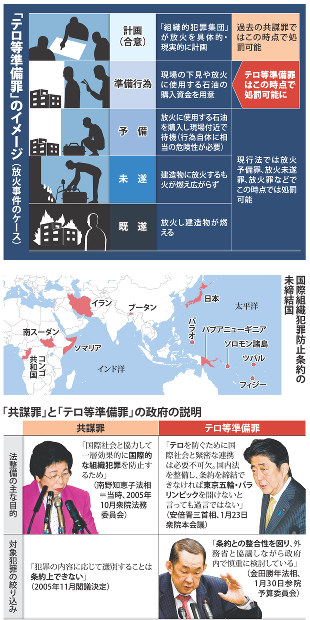 「テロ等準備罪」のイメージ（放火事件のケース）
計画
（合意）
「組織的犯罪集団」
が放火を具体的・
現実的に計画
過去の共謀罪で
はこの時点で処
罰可能
準備行為
現場の下見や放火
に使用する石油の
購入資金を用意
テロ等準備罪
はこの時点で
処罰可能に
予備
放火に使用する石油
を購入し現場付近で
待機（行為自体に相
当の危険性が必要）
未遂
建造物に放火するも
火が燃え広がらず
既遂
放火し建造物が燃
える
現行法では放火
予備罪、放火未遂
罪、放火罪などで
この時点では処罰
可能
国際組織犯罪防止条約の
未締結国
イラン
ブータン
日本
太平洋
南スーダン
ソマリア
コンゴ
共和国
インド洋
パラオ
パプアニューギニア
ソロモン諸島
ツバル
フィジー
「共謀罪」と「テロ等準備罪」の政府の説明
共謀罪
テロ等準備罪
法整備の主な目的
「国際社会と協力して
一層効果的に国際的
な組織犯罪を防止す
るため」
（南野知恵子法相
＝当時、2005年
10月衆院法務
委員会）
「テロを防ぐために国
際社会と緊密な連携
は必要不可欠。国内法
を整備し、条約を締結
できなければ東京五輪・パラ
リンピックを開けないと
言っても過言ではない」
（安倍晋三首相、1月23日
衆院本会議）
対象犯罪の絞り込み
「犯罪の内容に応じて選別することは
条約上できない」
（2005年11月閣議決定）
「条約との整合性を図り、外
務省と協議しながら政府
内で慎重に検討している」
（金田勝年法相、
1月30日参院
予算委員会）